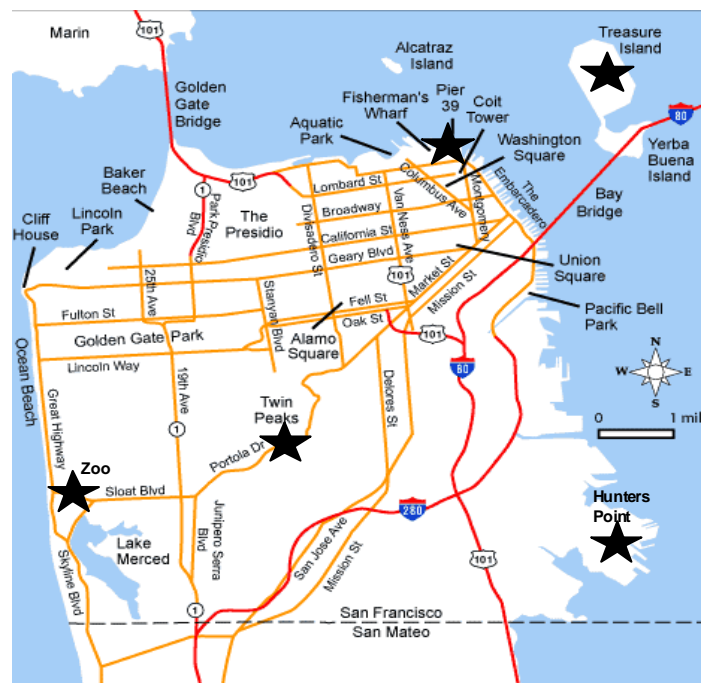 Marin
101
Golden
Gate
Bridge
Alcatraz
Island
Treasure
Island
Fisherman's
Wharf
Pier
39
Coit
Tower
Aquatic
Park
Washington
Square
80
Yerba
Buena
Island
Baker
Beach
1
101
Lombard St
Columbus Ave
Montgomery
The
Embarcadero
Bay
Bridge
Cliff
House
Lincoln
Park
Park Presidio
Blvd
The
Presidio
Divisadero St
Broadway
Van Ness Ave
California St
Geary Blvd
Union
Square
25th Ave
Stanyan Blvd
101
Market St
Mission St
Fell St
Oak St
Fulton St
Golden Gate Park
Alamo
Square
101
Pacific Bell
Park
Lincoln Way
Ocean Beach
Great Highway
19th Ave
80
Delores St
N
W
E
S
0
1 mil
Twin
Peaks
1
Portola Dr
Zoo
Sloat Blvd
Hunters
Point
280
Junipero Serra
Blvd
San Jose Ave
Mission St
Lake
Merced
Skyline Blvd
101
1
San Francisco
San Mateo